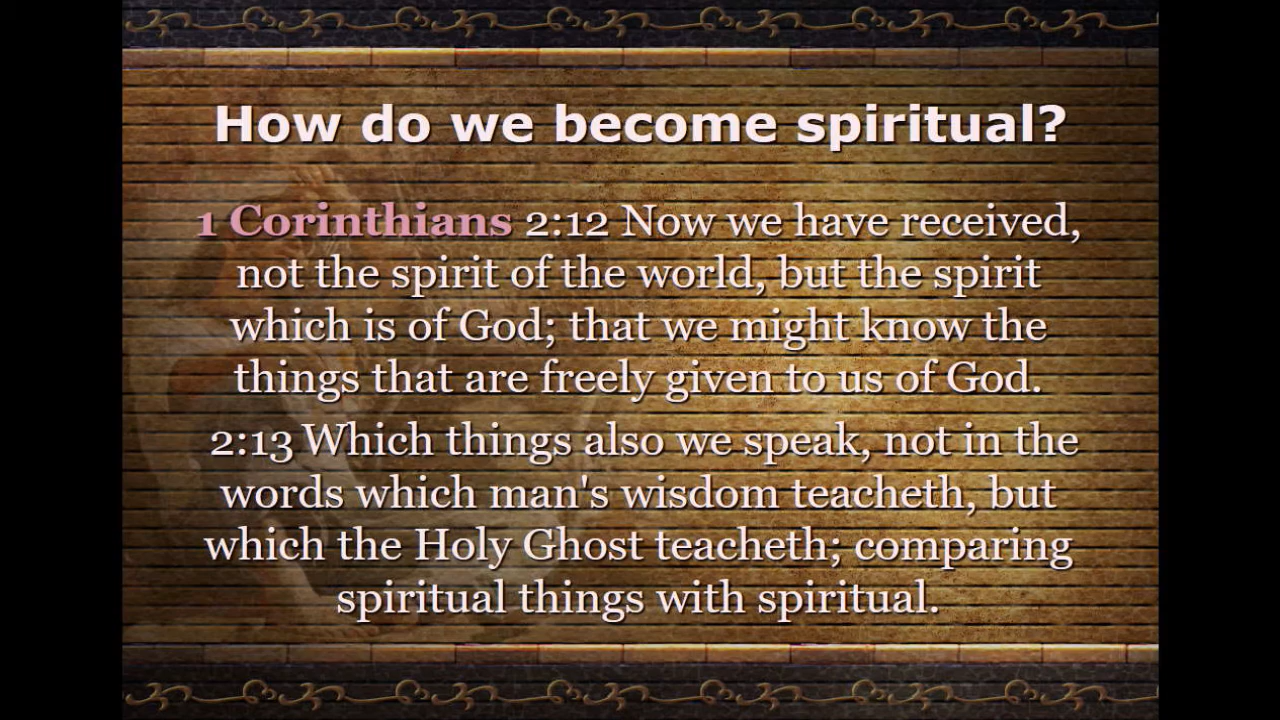 How do we become spiritual?
1 Corinthians 2:12 Now we have received,
not the spirit of the world, but the spirit
which is of God; that we might know the
things that are freely given to us of God.
2:13 Which things also we speak, not in the
words which man's wisdom teacheth, but
which the Holy Ghost teacheth; comparing
spiritual things with spiritual.